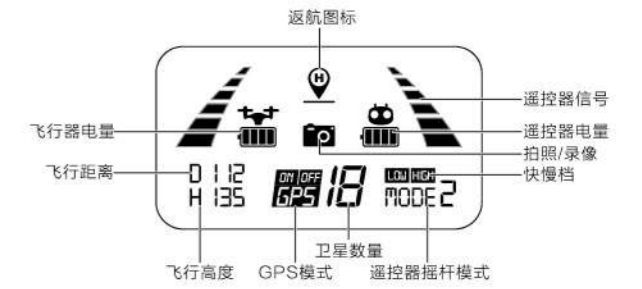 返航图标
H
遥控器信号
飞行器电量
遥控器电量
拍照/录像
飞行距离
D 112
ON OFF
LOW HIGH
快慢档
H 135
GPS 18
MODE 2
卫星数量
飞行高度
GPS模式
遥控器摇杆模式